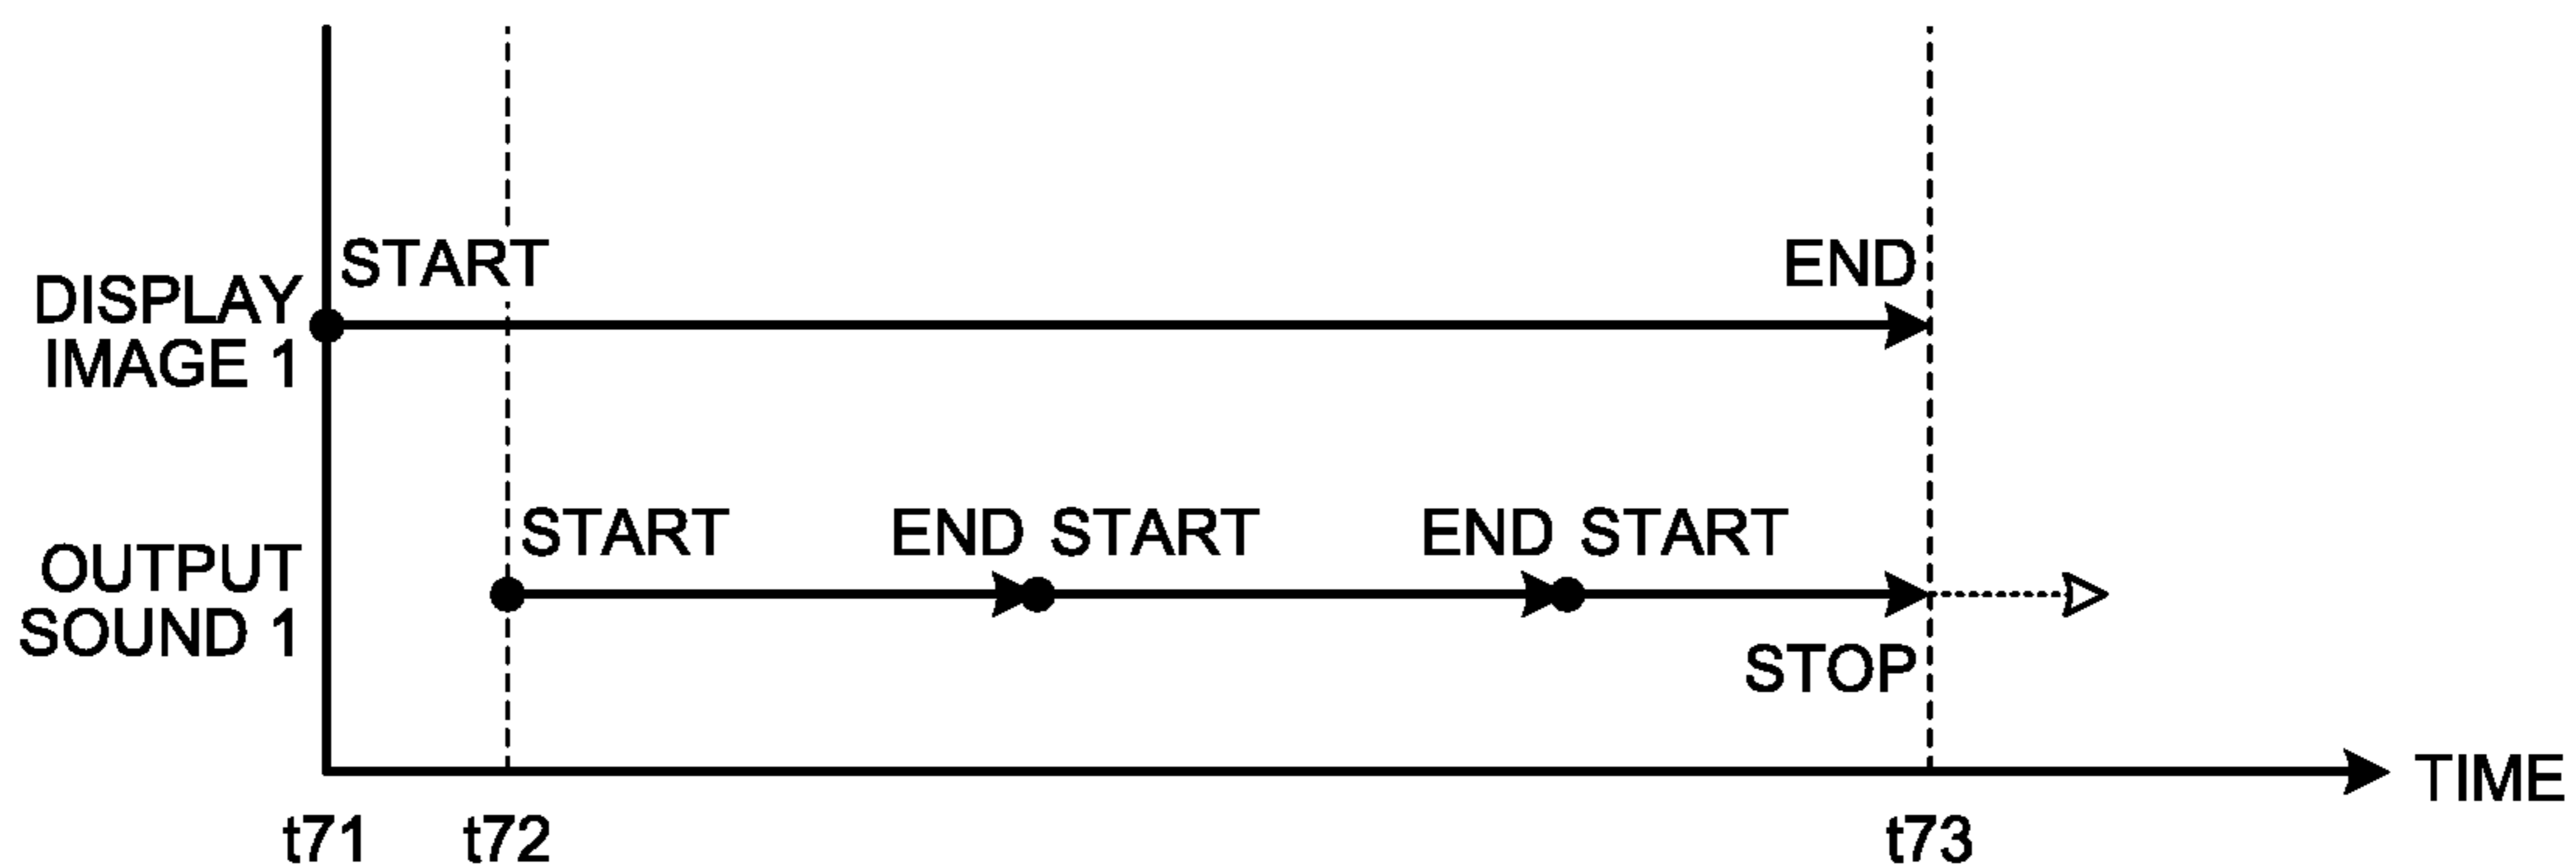 START
END
DISPLAY
IMAGE 1
START
END START
END START
OUTPUT
SOUND 1
STOP
TIME
t71
t72
t73